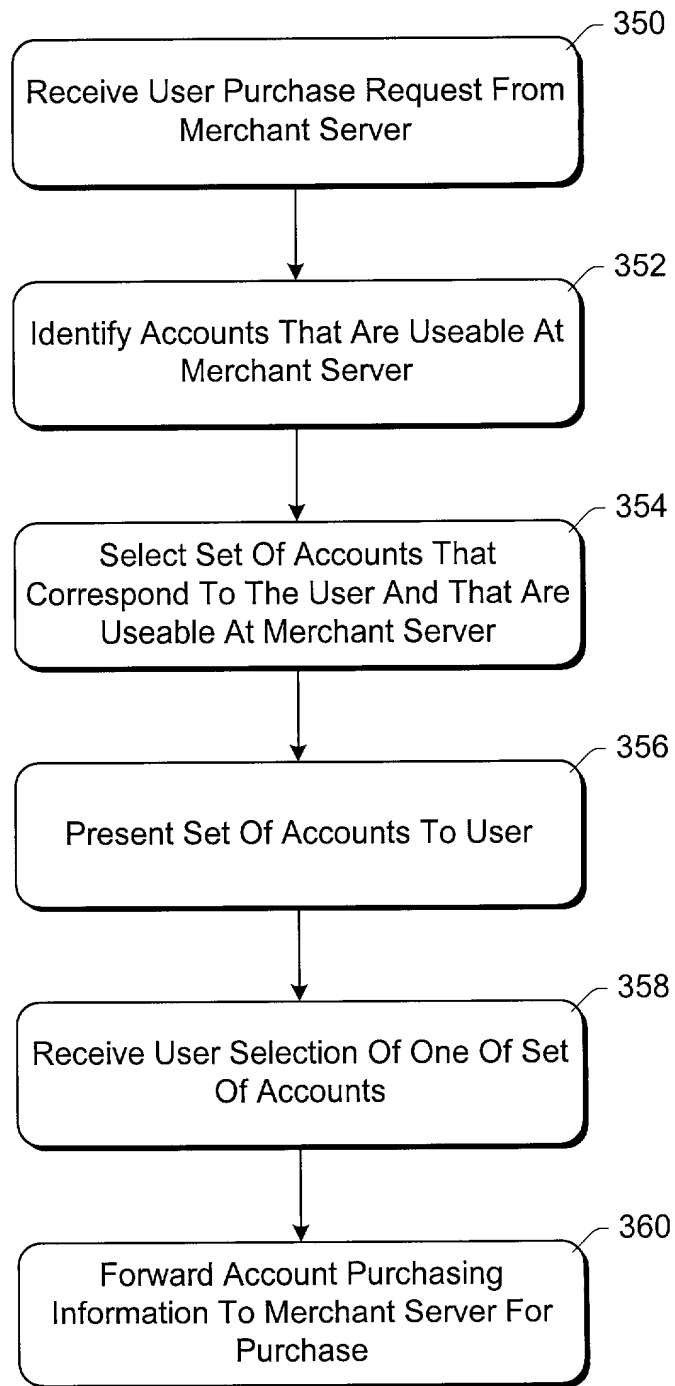 350
Receive User Purchase Request From
Merchant Server
352
Identify Accounts That Are Useable At
Merchant Server
354
Select Set Of Accounts That
Correspond To The User And That Are
Useable At Merchant Server
356
Present Set Of Accounts To User
358
Receive User Selection Of One Of Set
Of Accounts
360
Forward Account Purchasing
Information To Merchant Server For
Purchase